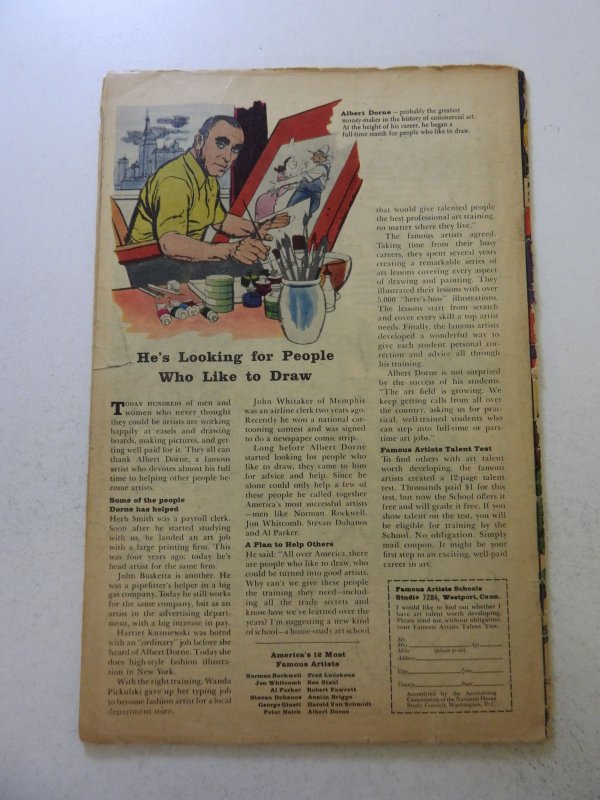 Albert Dorne — probably the greatest
money-maker in the history of commercial art.
At the height of his career, he began a
full-time search for people who like to draw.
He's Looking for People
Who Like to Draw
TODAY HUNDREDS of men and
women who never thought
they could be artists are working
happily at easels and drawing
boards, making pictures, and get-
ting well paid for it. They all can
thank Albert Dorne, a famous
artist who devotes almost his full
time to helping other people be-
come artists.
Some of the people
Dorne has helped
Herb Smith was a payroll clerk.
Soon after he started studying
with us, he landed an art job
with a large printing firm. This
was four years ago; today he's
head artist for the same firm.
John Busketta is another. He
was a pipefitter's helper in a big
gas company. Today he still works
for the same company, but as an
artist in the advertising depart-
ment, with a big increase in pay.
Harriet Kuzniewski was bored
with an "ordinary" job before she
heard of Albert Dorne. Today she
does high-style fashion illustra-
tion in New York.
With the right training, Wanda
Pickulski gave up her typing job
to become fashion artist for a local
department store.
John Whitaker of Memphis
was an airline clerk two years ago.
Recently he won a national car-
tooning contest and was signed
to do a newspaper comic strip.
Long before Albert Dorne
started looking for people who
like to draw, they came to him
for advice and help. Since he
alone could only help a few of
these people he called together
America's most successful artists
—men like Norman Rockwell,
Jon Whitcomb, Stevan Dohanos
and Al Parker.
A Plan to Help Others
He said: "All over America, there
are people who like to draw, who
could be turned into good artists.
Why can't we give these people
the training they need—includ-
ing all the trade secrets and
know-how we've learned over the
years? I'm suggesting a new kind
of school—a home-study art school
America's 12 Most
Famous Artists
Norman Rockwell Fred Ludekens
Jon Whitcomb Ben Stahl
Al Parker Robert Fawcett
Stevan Dohanos Austin Briggs
George Giusti Harold Von Schmidt
Peter Helck Albert Dorne
that would give talented people
the best professional art training,
no matter where they live."
The famous artists agreed.
Taking time from their busy
careers, they spent several years
creating a remarkable series of
art lessons covering every aspect
of drawing and painting. They
illustrated their lessons with over
5,000 "here's-how" illustrations.
The lessons start from scratch
and cover every skill a top artist
needs. Finally, the famous artists
developed a wonderful way to
give each student personal cor-
rection and advice all through
his training.
Albert Dorne is not surprised
by the success of his students.
"The art field is growing. We
keep getting calls from all over
the country, asking us for prac-
tical, well-trained students who
can step into full-time or part-
time art jobs."
Famous Artists Talent Test
To find others with art talent
worth developing, the famous
artists created a 12-page talent
test. Thousands paid $1 for this
test, but now the School offers it
free and will grade it free. If you
show talent on the test, you will
be eligible for training by the
School. No obligation. Simply
mail coupon. It might be your
first step to an exciting, well-paid
career in art.
Famous Artists Schools
Studio 7284, Westport, Conn.
I would like to find out whether I
have art talent worth developing.
Please send me, without obligation,
your Famous Artists Talent Test.
Mr.
Mrs. Age
Miss (please print)
Address
City Zone
County State
Accredited by the Accrediting
Commission of the National Home
Study Council, Washington, D.C.